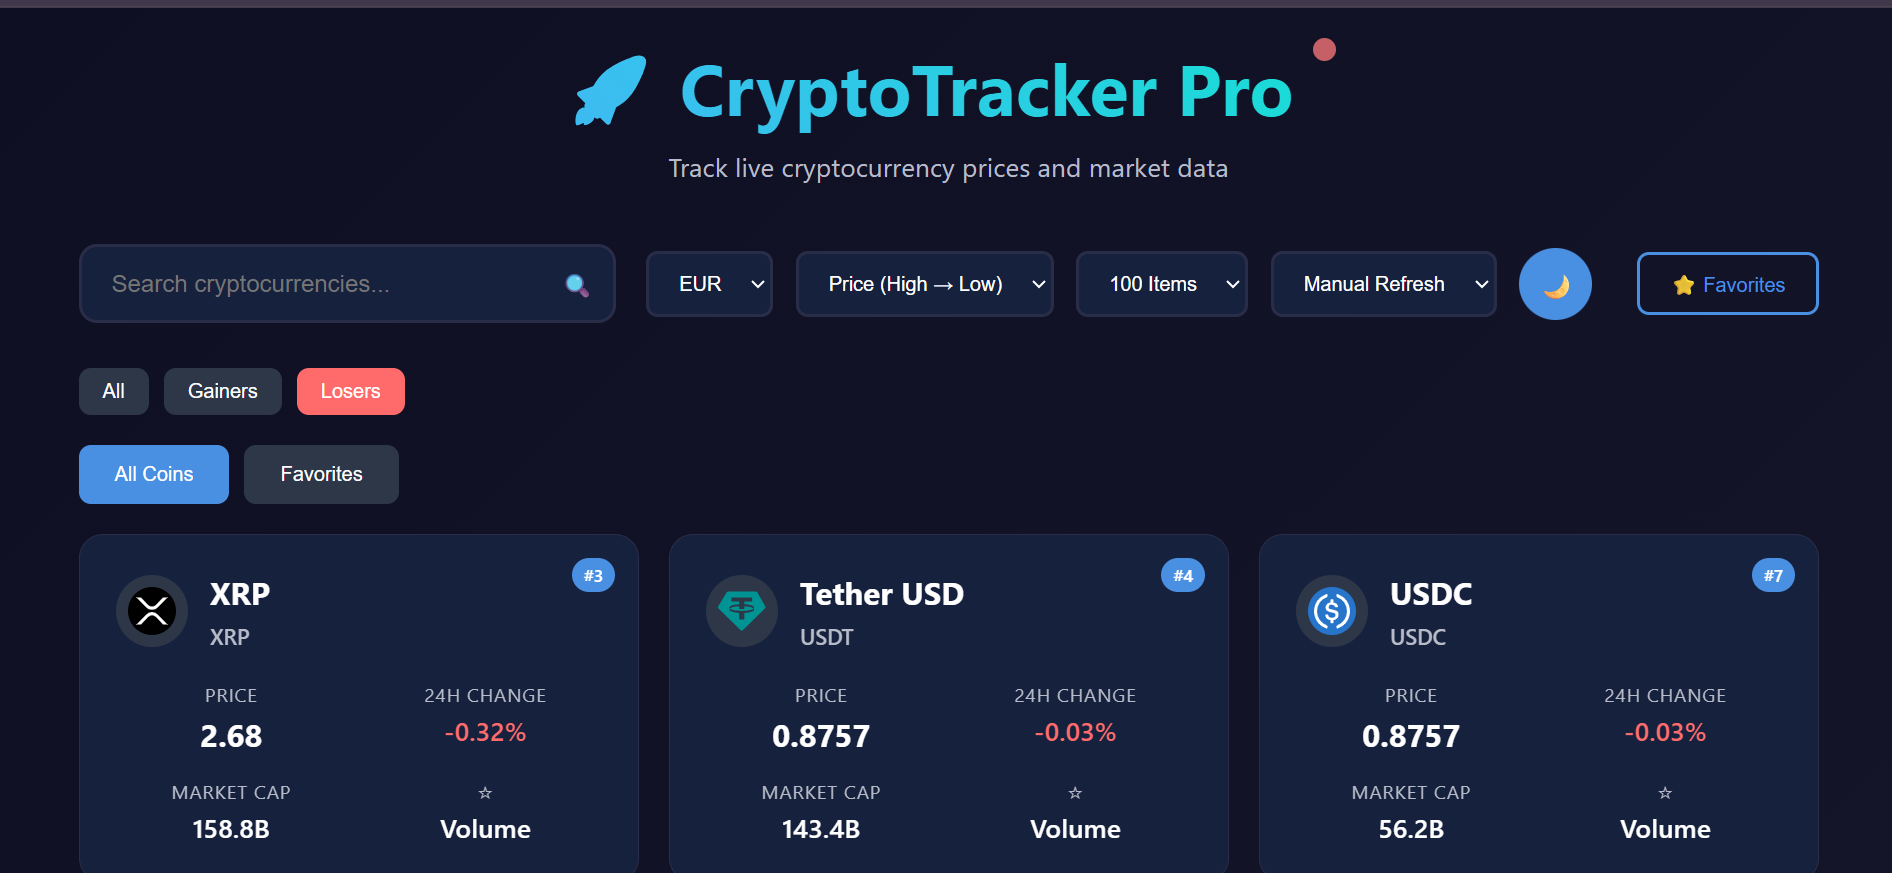 CryptoTracker Pro
Track live cryptocurrency prices and market data
Search cryptocurrencies...
EUR
Price (High → Low)
100 Items
Manual Refresh
Favorites
All
Gainers
Losers
All Coins
Favorites
#3
XRP
XRP
PRICE
2.68
24H CHANGE
-0.32%
MARKET CAP
158.8B
☆
Volume
#4
Tether USD
USDT
PRICE
0.8757
24H CHANGE
-0.03%
MARKET CAP
143.4B
☆
Volume
#7
USDC
USDC
PRICE
0.8757
24H CHANGE
-0.03%
MARKET CAP
56.2B
☆
Volume